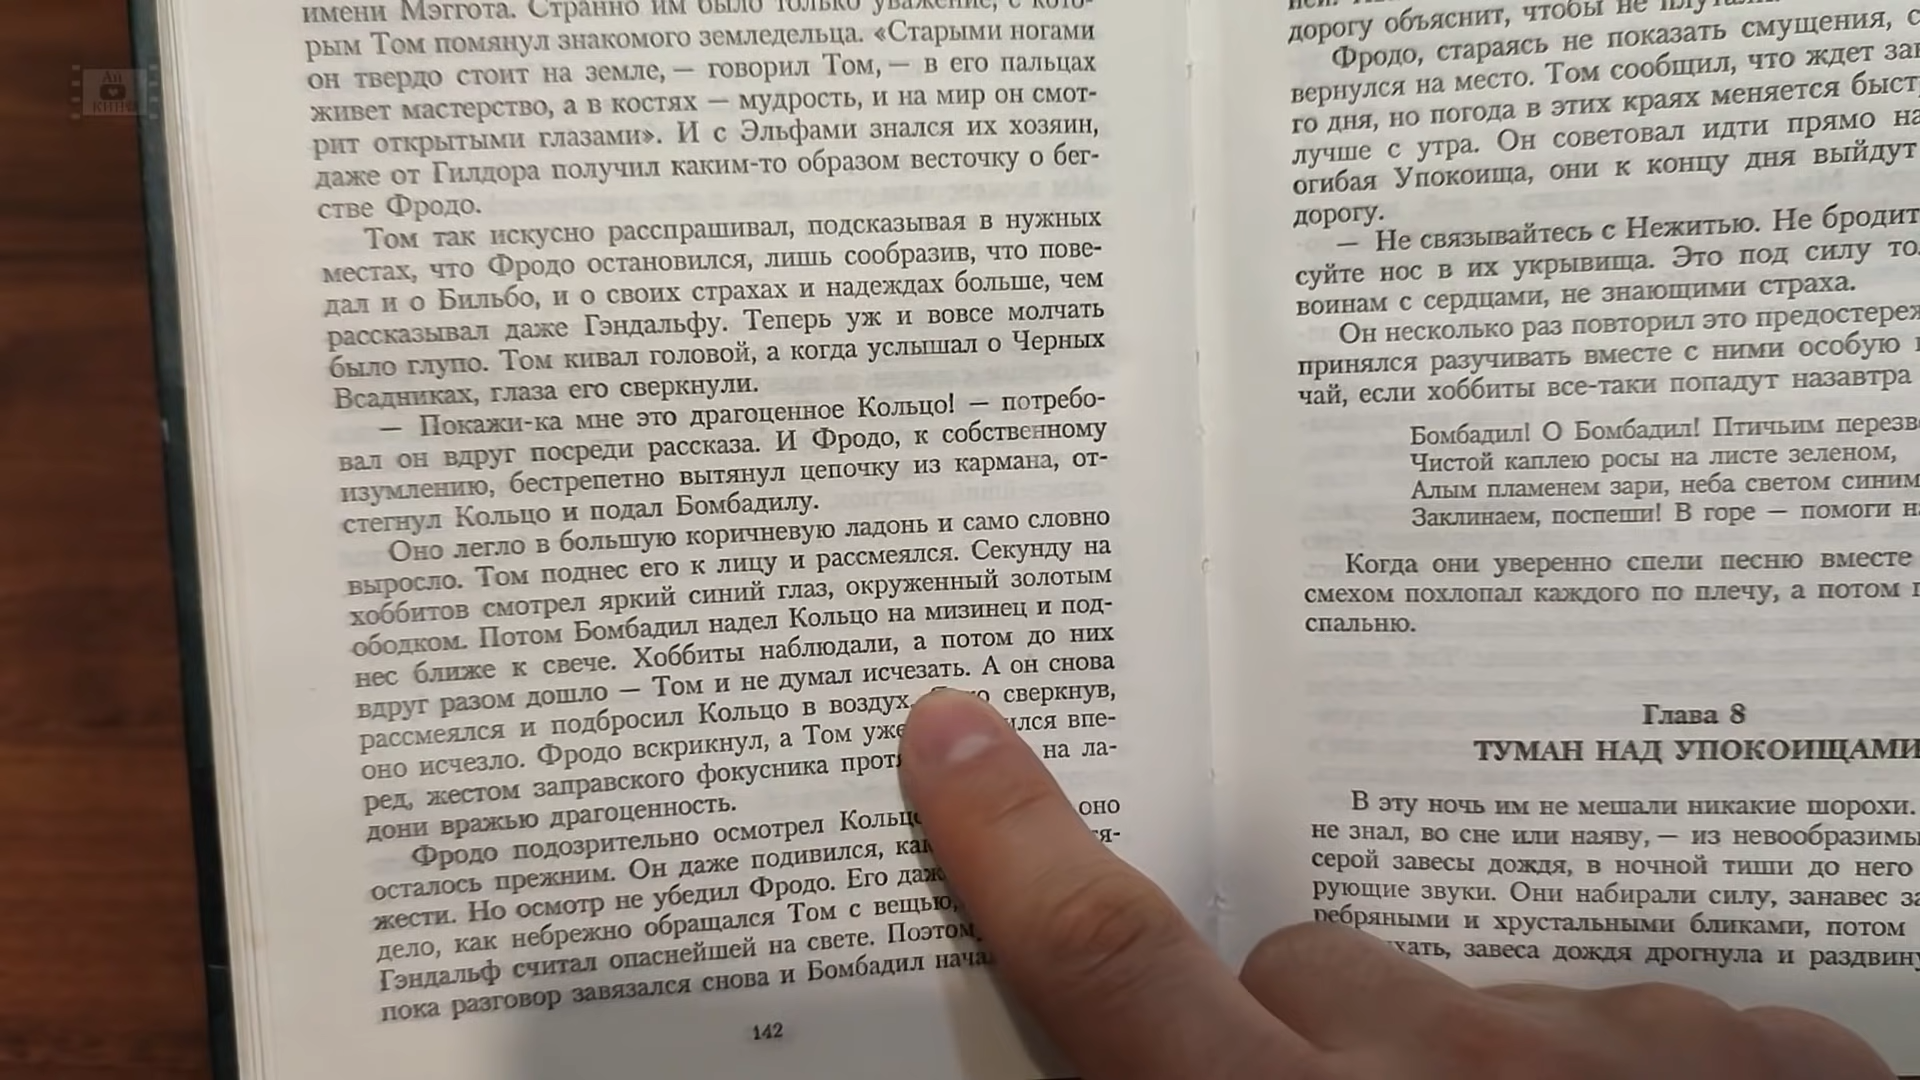 Ай
КИНО
имени Мэггота. Странно им было только уважение, с кото-
рым Том помянул знакомого земледельца. «Старыми ногами
он твердо стоит на земле, — говорил Том, — в его пальцах
живет мастерство, а в костях — мудрость, и на мир он смот-
рит открытыми глазами». И с Эльфами знался их хозяин,
даже от Гилдора получил каким-то образом весточку о бег-
стве Фродо.
Том так искусно расспрашивал, подсказывая в нужных
местах, что Фродо остановился, лишь сообразив, что пове-
дал и о Бильбо, и о своих страхах и надеждах больше, чем
рассказывал даже Гэндальфу. Теперь уж и вовсе молчать
было глупо. Том кивал головой, а когда услышал о Черных
Всадниках, глаза его сверкнули.
— Покажи-ка мне это драгоценное Кольцо! — потребо-
вал он вдруг посреди рассказа. И Фродо, к собственному
изумлению, бестрепетно вытянул цепочку из кармана, от-
стегнул Кольцо и подал Бомбадилу.
Оно легло в большую коричневую ладонь и само словно
выросло. Том поднес его к лицу и рассмеялся. Секунду на
хоббитов смотрел яркий синий глаз, окруженный золотым
ободком. Потом Бомбадил надел Кольцо на мизинец и под-
нес ближе к свече. Хоббиты наблюдали, а потом до них
вдруг разом дошло — Том и не думал исчезать. А он снова
рассмеялся и подбросил Кольцо в воздух. сверкнув,
оно исчезло. Фродо вскрикнул, а Том уже впе-
ред, жестом заправского фокусника на ла-
дони вражью драгоценность.
Фродо подозрительно осмотрел оно
осталось прежним. Он даже подивился,
жести. Но осмотр не убедил Фродо. Его
дело, как небрежно обращался Том с вещью,
Гэндальф считал опаснейшей на свете.
пока разговор завязался снова и Бомбадил
142
дорогу объяснит, чтобы не
Фродо, стараясь не показать смущения,
вернулся на место. Том сообщил, что ждет
го дня, но погода в этих краях меняется
лучше с утра. Он советовал идти прямо
огибая Упокоища, они к концу дня выйдут
дорогу.
— Не связывайтесь с Нежитью. Не
суйте нос в их укрывища. Это под силу
воинам с сердцами, не знающими страха.
Он несколько раз повторил это
принялся разучивать вместе с ними особую
чай, если хоббиты все-таки попадут назавтра
Бомбадил! О Бомбадил! Птичьим
Чистой каплею росы на листе зеленом,
Алым пламенем зари, неба светом
Заклинаем, поспеши! В горе — помоги
Когда они уверенно спели песню вместе
смехом похлопал каждого по плечу, а потом
спальню.
Глава 8
ТУМАН НАД УПОКОИЩАМИ
В эту ночь им не мешали никакие шорохи.
не знал, во сне или наяву, — из
серой завесы дождя, в ночной тиши до него
рующие звуки. Они набирали силу, занавес
ребряными и хрустальными бликами, потом
завеса дождя дрогнула и